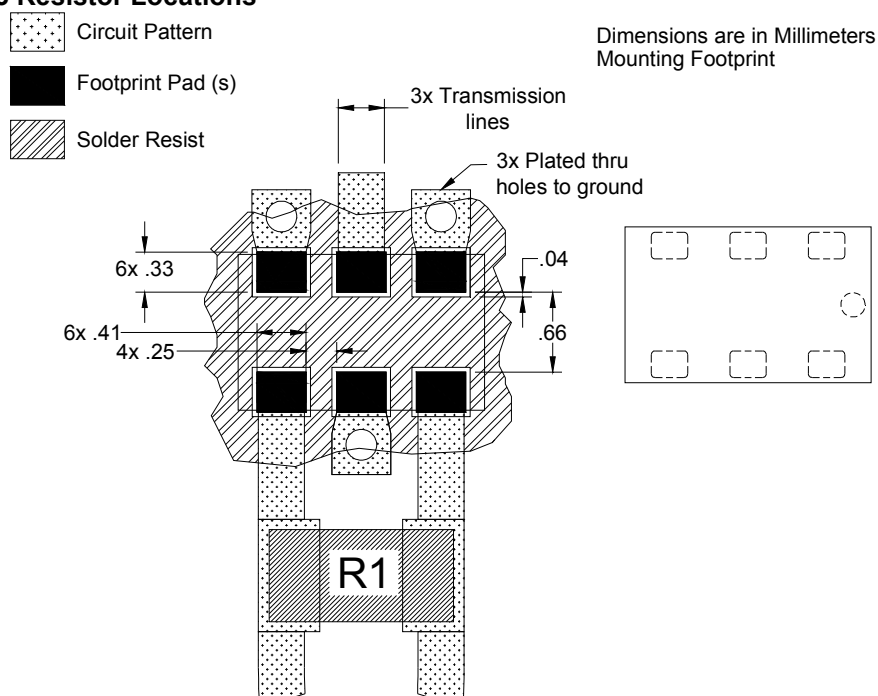 Resistor Locations
Circuit Pattern
Footprint Pad (s)
Solder Resist
Dimensions are in Millimeters
Mounting Footprint
3x Transmission
lines
3x Plated thru
holes to ground
6x .33
.04
6x .41
4x .25
.66
R1